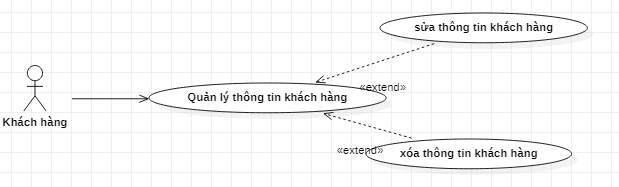 sửa thông tin khách hàng
«extend»
Quản lý thông tin khách hàng
Khách hàng
«extend»
xóa thông tin khách hàng